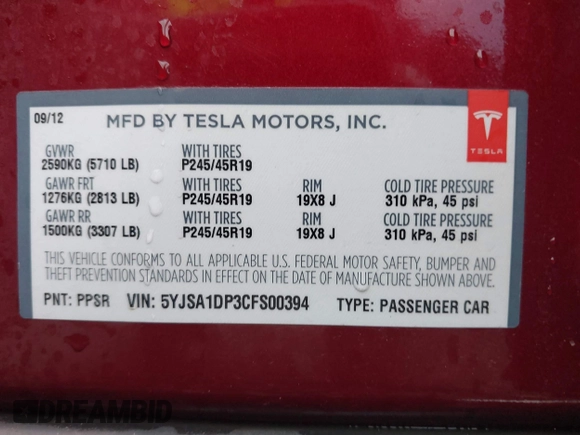 09/12 MFD BY TESLA MOTORS, INC.
TESLA
GVWR WITH TIRES
2590KG (5710 LB) P245/45R19
GAWR FRT WITH TIRES RIM COLD TIRE PRESSURE
1276KG (2813 LB) P245/45R19 19X8 J 310 kPa, 45 psi
GAWR RR WITH TIRES RIM COLD TIRE PRESSURE
1500KG (3307 LB) P245/45R19 19X8 J 310 kPa, 45 psi
THIS VEHICLE CONFORMS TO ALL APPLICABLE U.S. FEDERAL MOTOR SAFETY, BUMPER AND
THEFT PREVENTION STANDARDS IN EFFECT ON THE DATE OF MANUFACTURE SHOWN ABOVE.
PNT: PPSR VIN: 5YJSA1DP3CFS00394 TYPE: PASSENGER CAR
DREAMBID